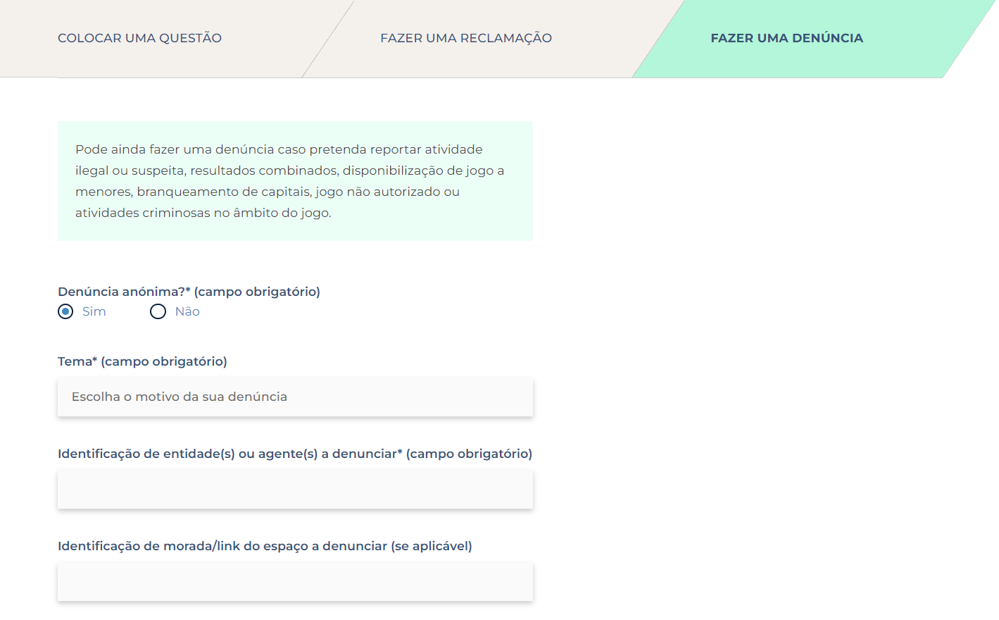 COLOCAR UMA QUESTÃO
FAZER UMA RECLAMAÇÃO
FAZER UMA DENÚNCIA
Pode ainda fazer uma denúncia caso pretenda reportar atividade
ilegal ou suspeita, resultados combinados, disponibilização de jogo a
menores, branqueamento de capitais, jogo não autorizado ou
atividades criminosas no âmbito do jogo.
Denúncia anónima?* (campo obrigatório)
Sim Não
Tema* (campo obrigatório)
Escolha o motivo da sua denúncia
Identificação de entidade(s) ou agente(s) a denunciar* (campo obrigatório)
Identificação de morada/link do espaço a denunciar (se aplicável)